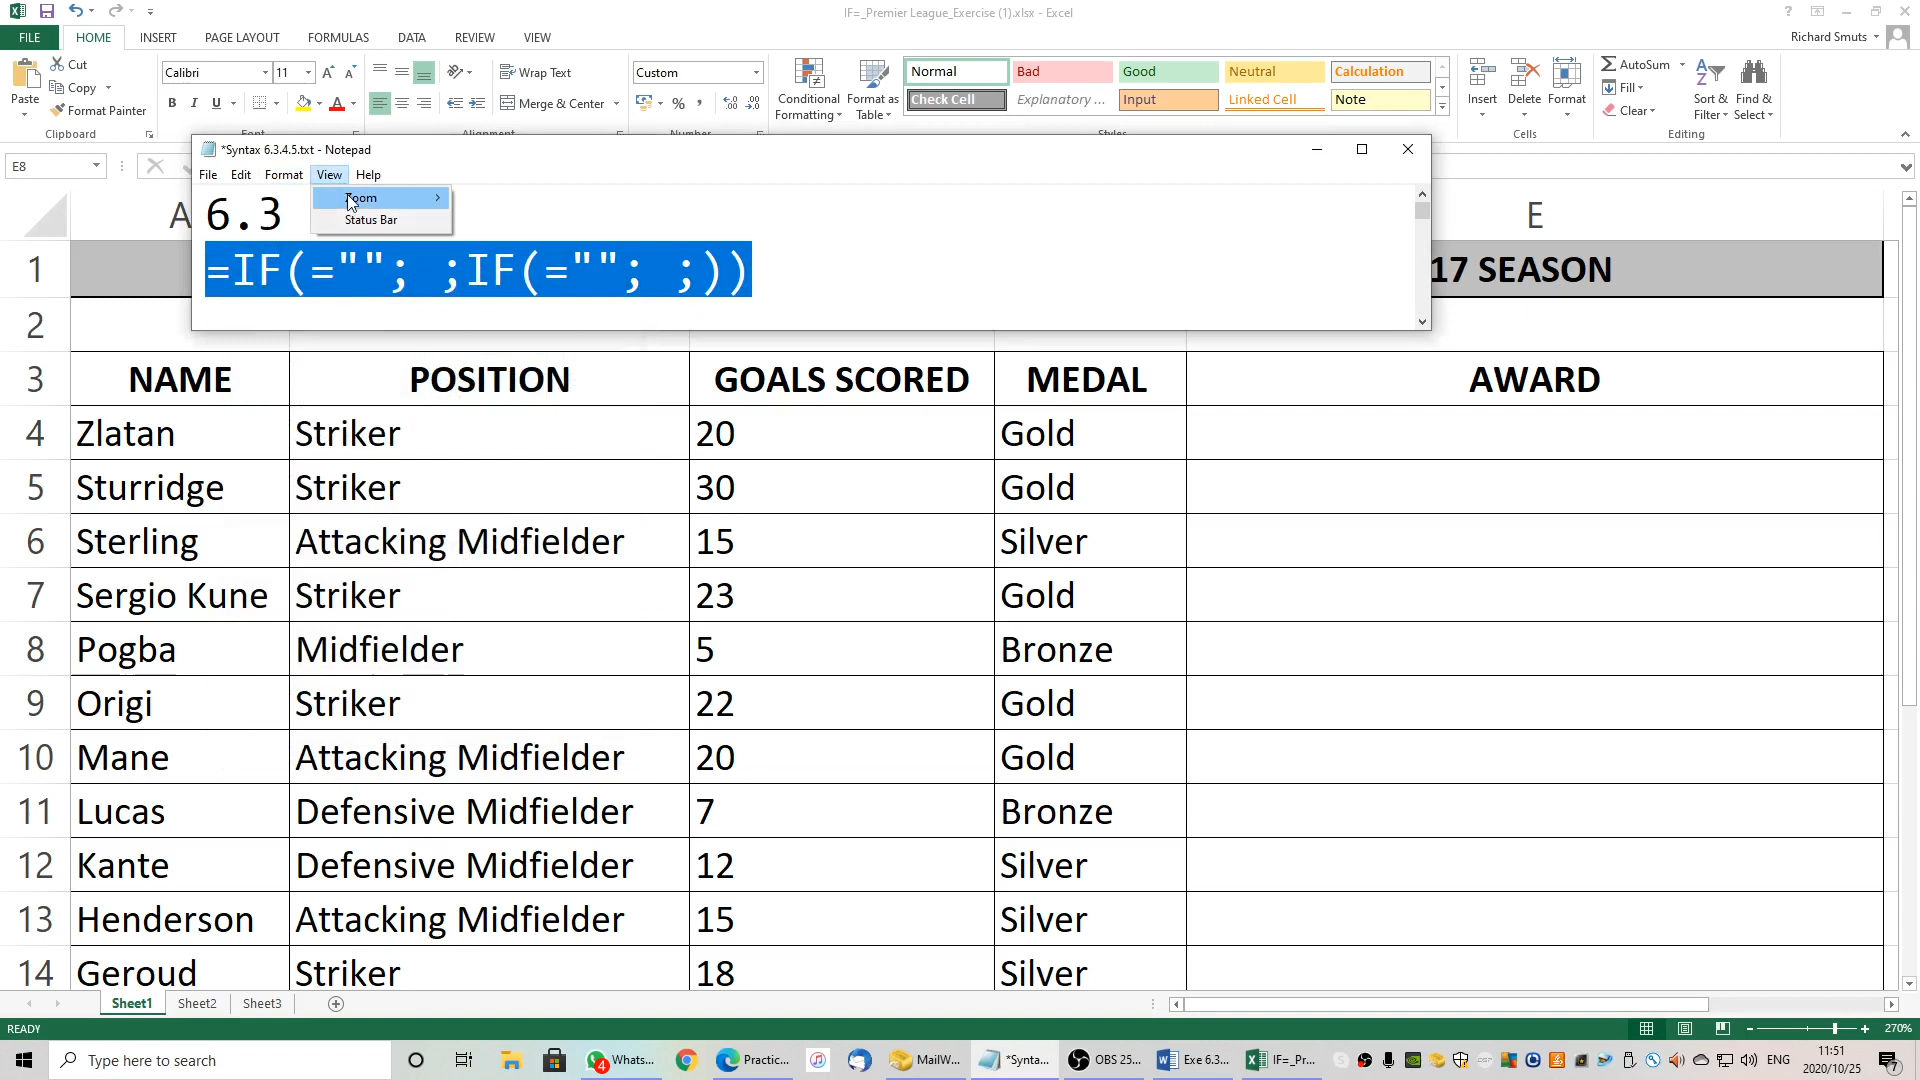 IF=_Premier League_Exercise (1).xlsx - Excel
FILE HOME INSERT PAGE LAYOUT FORMULAS DATA REVIEW VIEW Richard Smuts
Paste Cut Copy Format Painter Clipboard
Calibri 11 B I U Font
Wrap Text Merge & Center Alignment
Custom % Number
Conditional Formatting Format as Table
Normal Bad Good Neutral Calculation
Check Cell Explanatory ... Input Linked Cell Note
Styles
Insert Delete Format Cells
AutoSum Fill Clear Sort & Filter Find & Select Editing
E8
*Syntax 6.3.4.5.txt - Notepad
File Edit Format View Help
Zoom
Status Bar
6.3
=IF(=""; ;IF(=""; ;))
A E
1 17 SEASON
2
3 NAME POSITION GOALS SCORED MEDAL AWARD
4 Zlatan Striker 20 Gold
5 Sturridge Striker 30 Gold
6 Sterling Attacking Midfielder 15 Silver
7 Sergio Kune Striker 23 Gold
8 Pogba Midfielder 5 Bronze
9 Origi Striker 22 Gold
10 Mane Attacking Midfielder 20 Gold
11 Lucas Defensive Midfielder 7 Bronze
12 Kante Defensive Midfielder 12 Silver
13 Henderson Attacking Midfielder 15 Silver
14 Geroud Striker 18 Silver
Sheet1 Sheet2 Sheet3
READY 270%
Type here to search Whats... 4 Practic... MailW... *Synta... OBS 25... Exe 6.3... IF=_Pr... ENG 11:51
2020/10/25 7